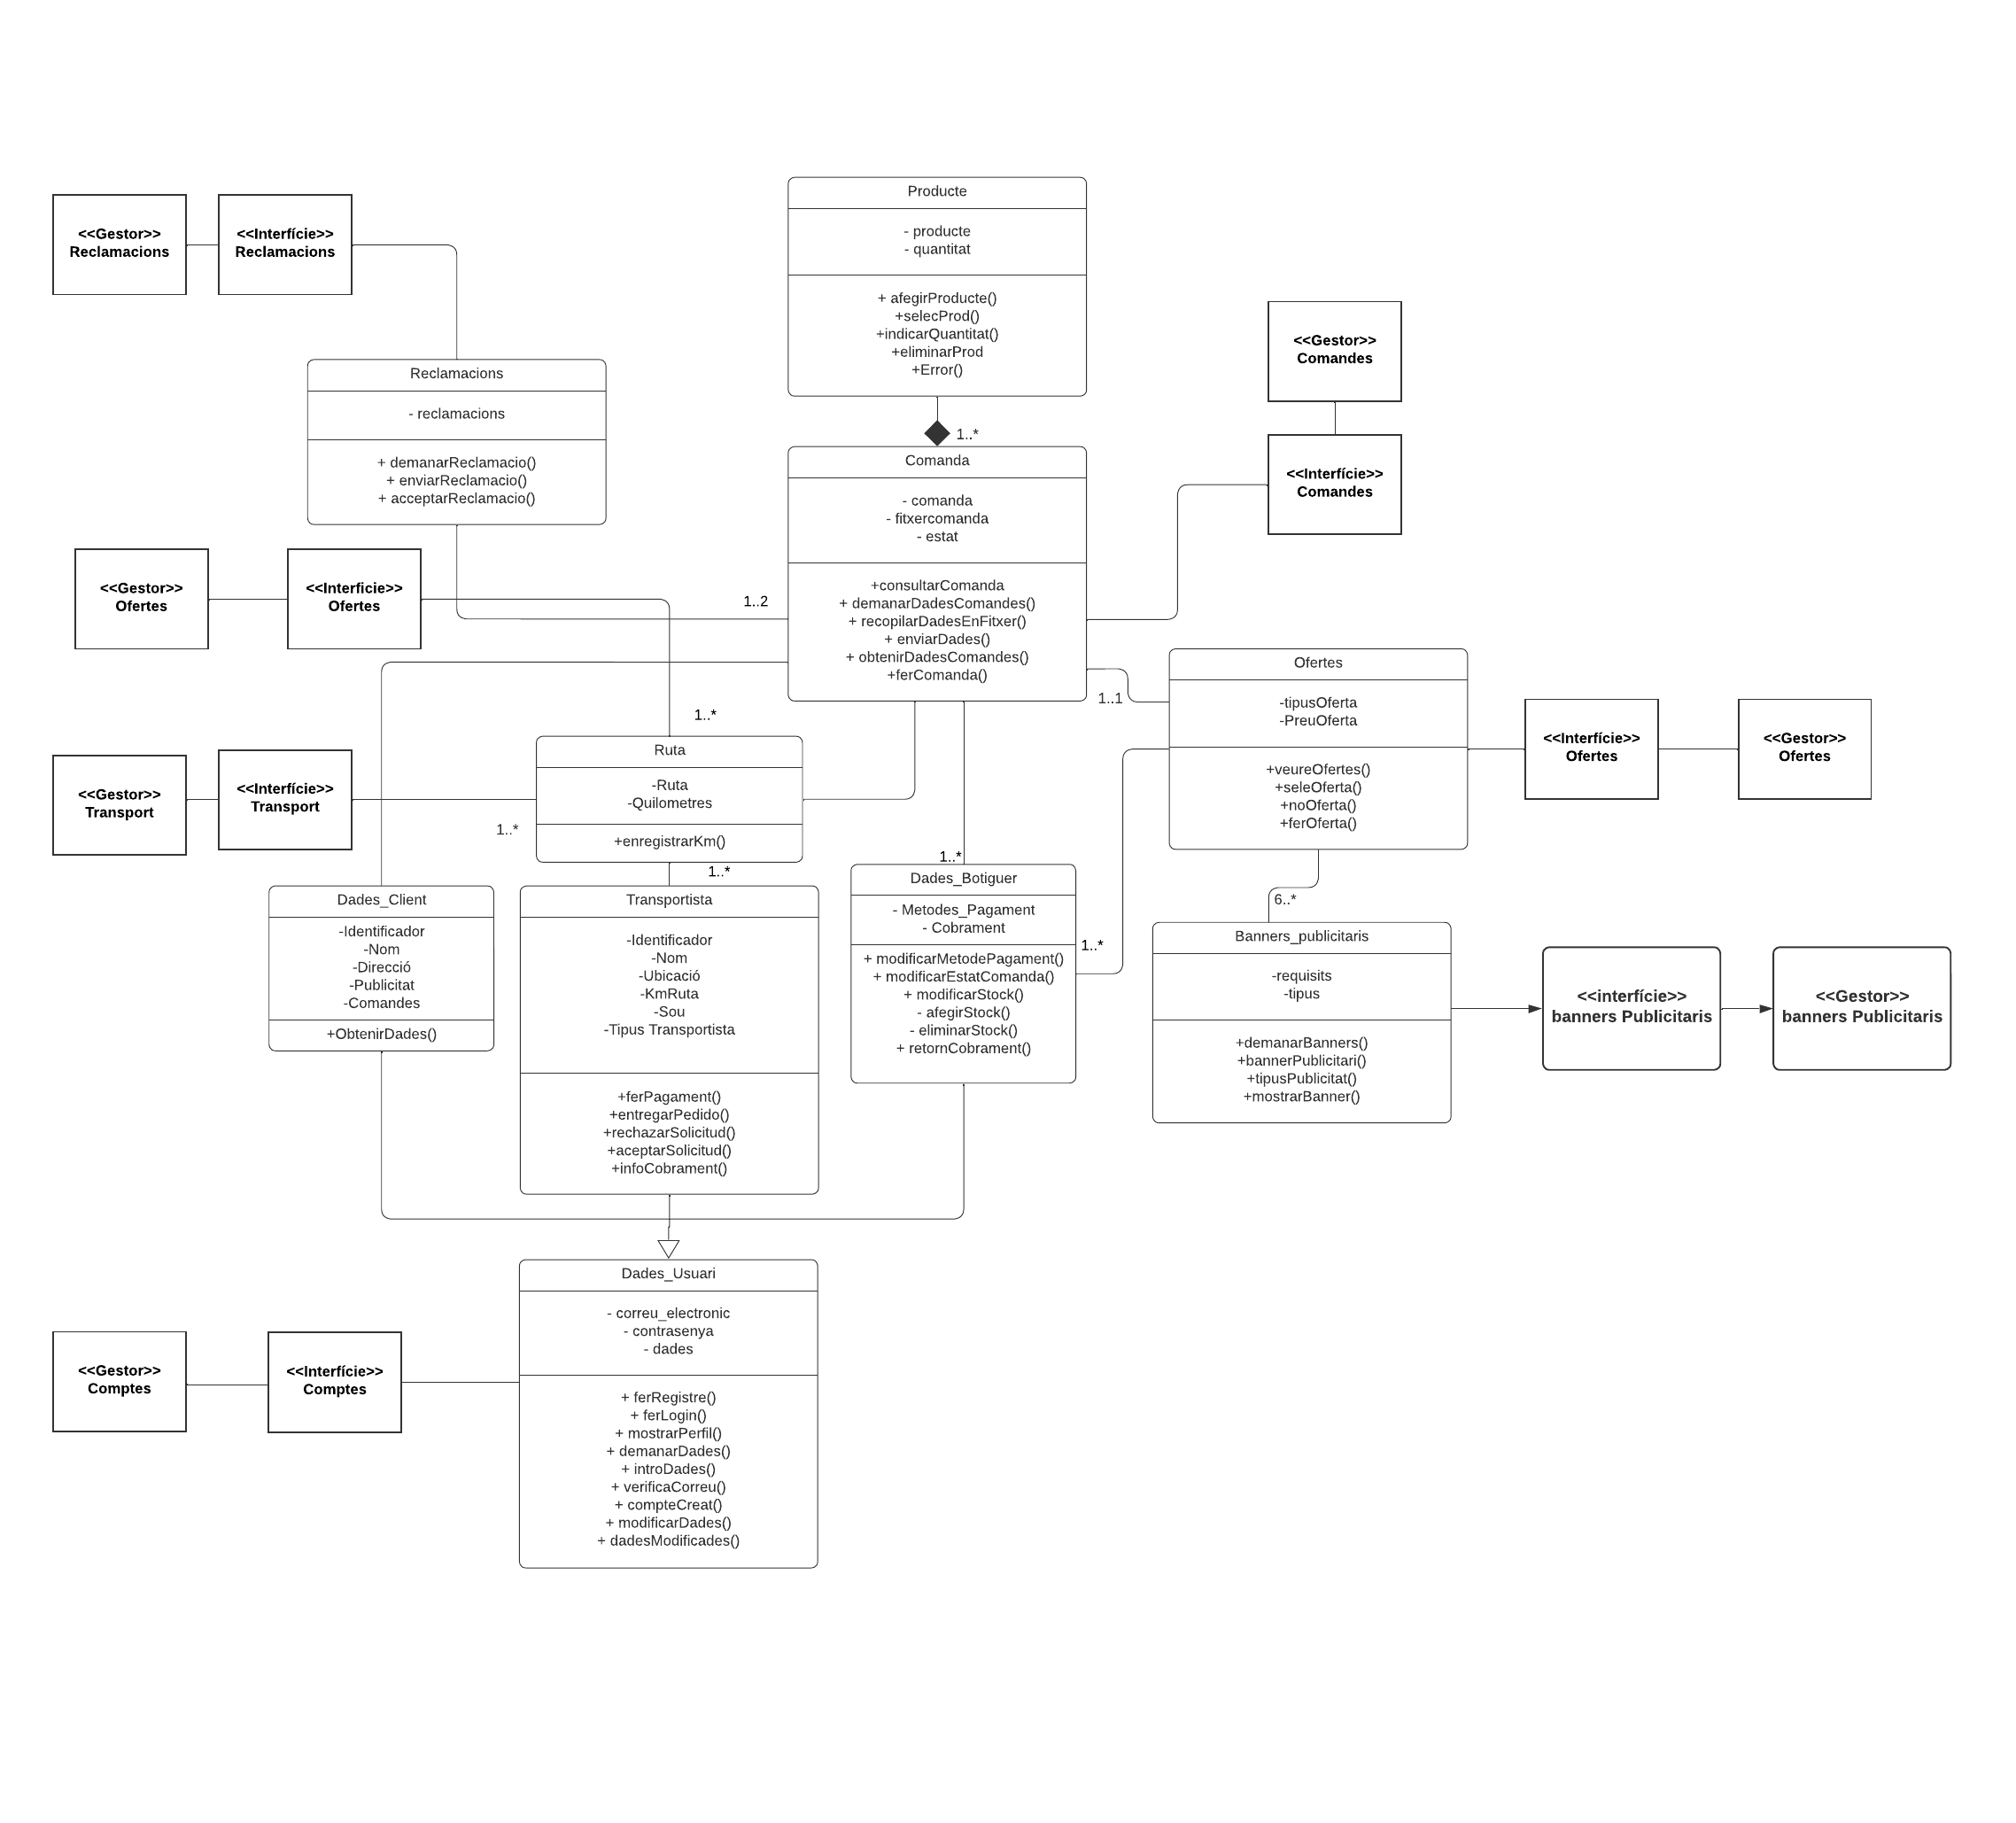 Producte
- producte
- quantitat
+ afegirProducte()
+selecProd()
+indicarQuantitat()
+eliminarProd
+Error()
<<Gestor>>
Reclamacions
<<Interfície>>
Reclamacions
<<Gestor>>
Comandes
<<Interfície>>
Comandes
Reclamacions
- reclamacions
+ demanarReclamacio()
+ enviarReclamacio()
+ acceptarReclamacio()
1..*
Comanda
- comanda
- fitxercomanda
- estat
+consultarComanda
+ demanarDadesComandes()
+ recopilarDadesEnFitxer()
+ enviarDades()
+ obtenirDadesComandes()
+ferComanda()
<<Gestor>>
Ofertes
<<Interficie>>
Ofertes
1..2
1..*
1..1
Ofertes
-tipusOferta
-PreuOferta
+veureOfertes()
+seleOferta()
+noOferta()
+ferOferta()
<<Interfície>>
Ofertes
<<Gestor>>
Ofertes
<<Gestor>>
Transport
<<Interfície>>
Transport
1..*
Ruta
-Ruta
-Quilometres
+enregistrarKm()
1..*
1..*
Dades_Client
-Identificador
-Nom
-Direcció
-Publicitat
-Comandes
+ObtenirDades()
Transportista
-Identificador
-Nom
-Ubicació
-KmRuta
-Sou
-Tipus Transportista
+ferPagament()
+entregarPedido()
+rechazarSolicitud()
+aceptarSolicitud()
+infoCobrament()
Dades_Botiguer
- Metodes_Pagament
- Cobrament
+ modificarMetodePagament()
+ modificarEstatComanda()
+ modificarStock()
- afegirStock()
- eliminarStock()
+ retornCobrament()
1..*
6..*
Banners_publicitaris
-requisits
-tipus
+demanarBanners()
+bannerPublicitari()
+tipusPublicitat()
+mostrarBanner()
<<interfície>>
banners Publicitaris
<<Gestor>>
banners Publicitaris
Dades_Usuari
- correu_electronic
- contrasenya
- dades
+ ferRegistre()
+ ferLogin()
+ mostrarPerfil()
+ demanarDades()
+ introDades()
+ verificaCorreu()
+ compteCreat()
+ modificarDades()
+ dadesModificades()
<<Gestor>>
Comptes
<<Interfície>>
Comptes